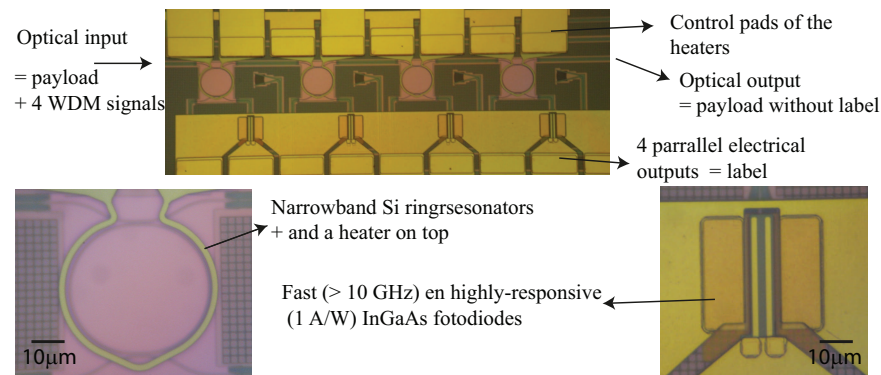 Optical input
= payload
+ 4 WDM signals
Control pads of the
heaters
Optical output
= payload without label
4 parrallel electrical
outputs = label
Narrowband Si ringrsesonators
+ and a heater on top
Fast (> 10 GHz) en highly-responsive
(1 A/W) InGaAs fotodiodes
10μm
10μm